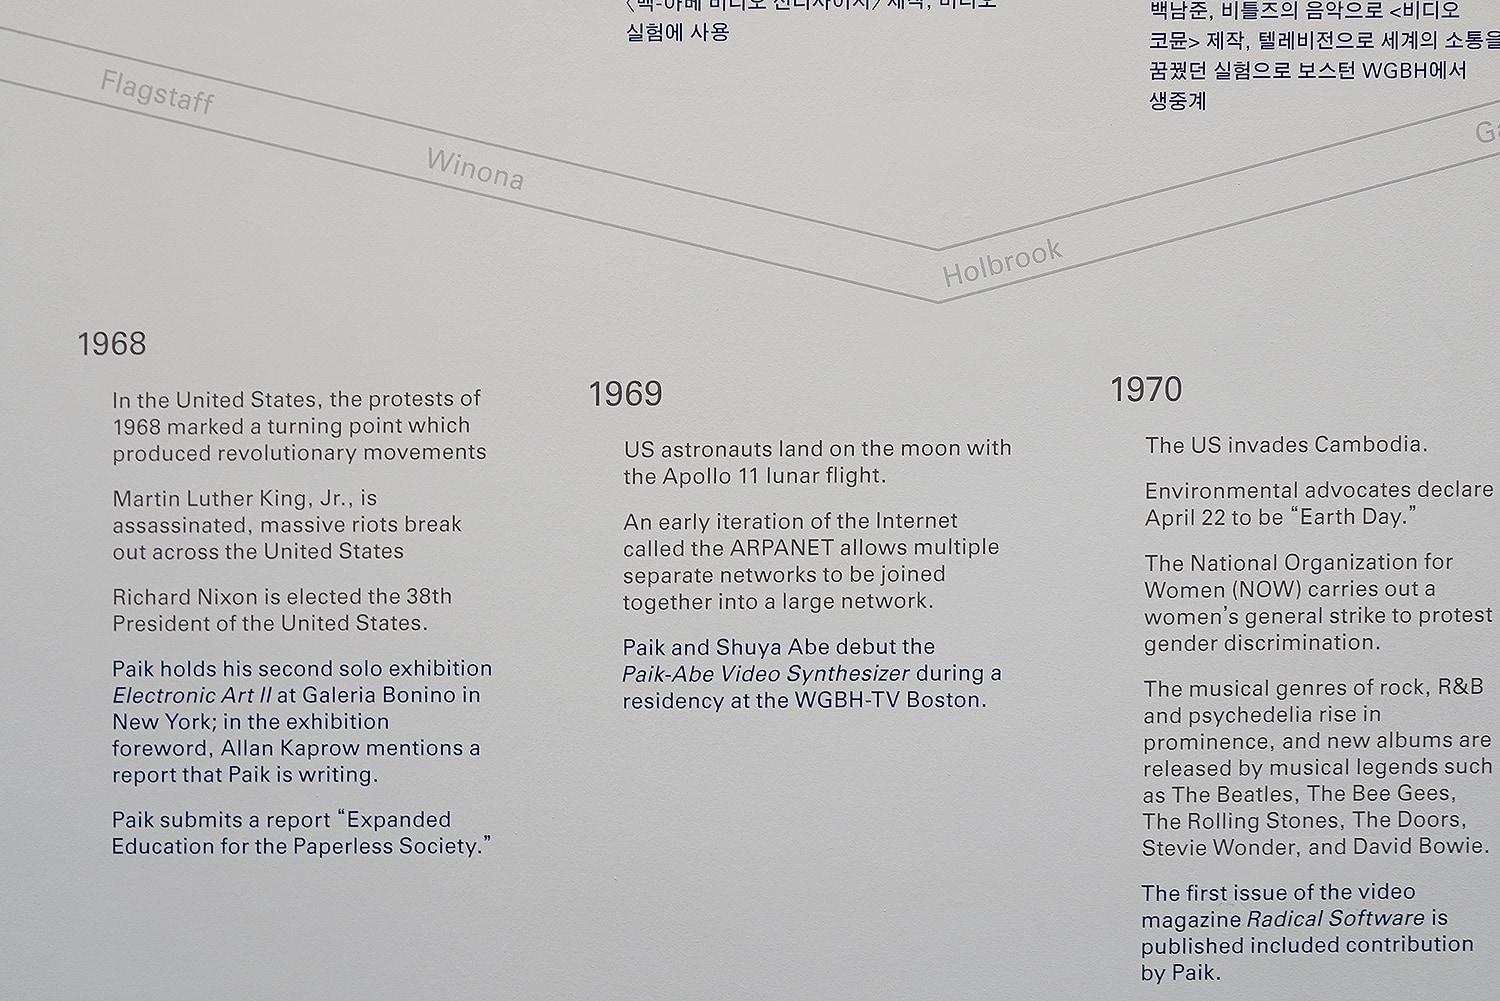 실험에 사용
백남준, 비틀즈의 음악으로 <비디오
코뮨> 제작, 텔레비전으로 세계의 소통을
꿈꿨던 실험으로 보스턴 WGBH에서
생중계
Flagstaff
Winona
Holbrook
1968
In the United States, the protests of
1968 marked a turning point which
produced revolutionary movements
Martin Luther King, Jr., is
assassinated, massive riots break
out across the United States
Richard Nixon is elected the 38th
President of the United States.
Paik holds his second solo exhibition
Electronic Art II at Galeria Bonino in
New York; in the exhibition
foreword, Allan Kaprow mentions a
report that Paik is writing.
Paik submits a report “Expanded
Education for the Paperless Society.”
1969
US astronauts land on the moon with
the Apollo 11 lunar flight.
An early iteration of the Internet
called the ARPANET allows multiple
separate networks to be joined
together into a large network.
Paik and Shuya Abe debut the
Paik-Abe Video Synthesizer during a
residency at the WGBH-TV Boston.
1970
The US invades Cambodia.
Environmental advocates declare
April 22 to be “Earth Day.”
The National Organization for
Women (NOW) carries out a
women’s general strike to protest
gender discrimination.
The musical genres of rock, R&B
and psychedelia rise in
prominence, and new albums are
released by musical legends such
as The Beatles, The Bee Gees,
The Rolling Stones, The Doors,
Stevie Wonder, and David Bowie.
The first issue of the video
magazine Radical Software is
published included contribution
by Paik.